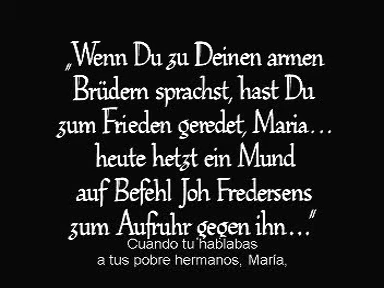 „Wenn Du zu Deinen armen
Brüdern sprachst, hast Du
zum Frieden geredet, Maria...
heute hetzt ein Mund
auf Befehl Joh Fredersens
zum Aufruhr gegen ihn...“
Cuando tu hablabas
a tus pobre hermanos, María,